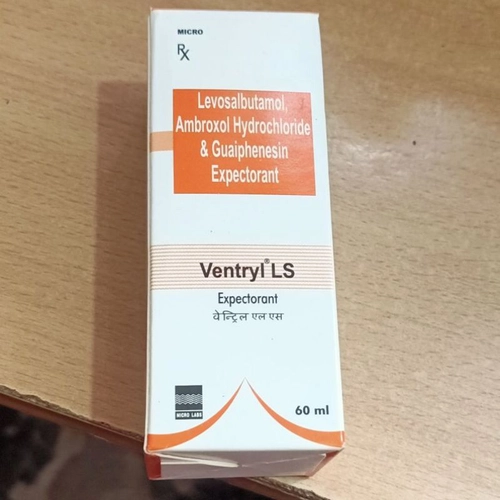 MICRO
Rx
Levosalbutamol,
Ambroxol Hydrochloride
& Guaiphenesin
Expectorant
Ventryl® LS
Expectorant
वेन्ट्रिल एल एस
MICRO LABS
60 ml